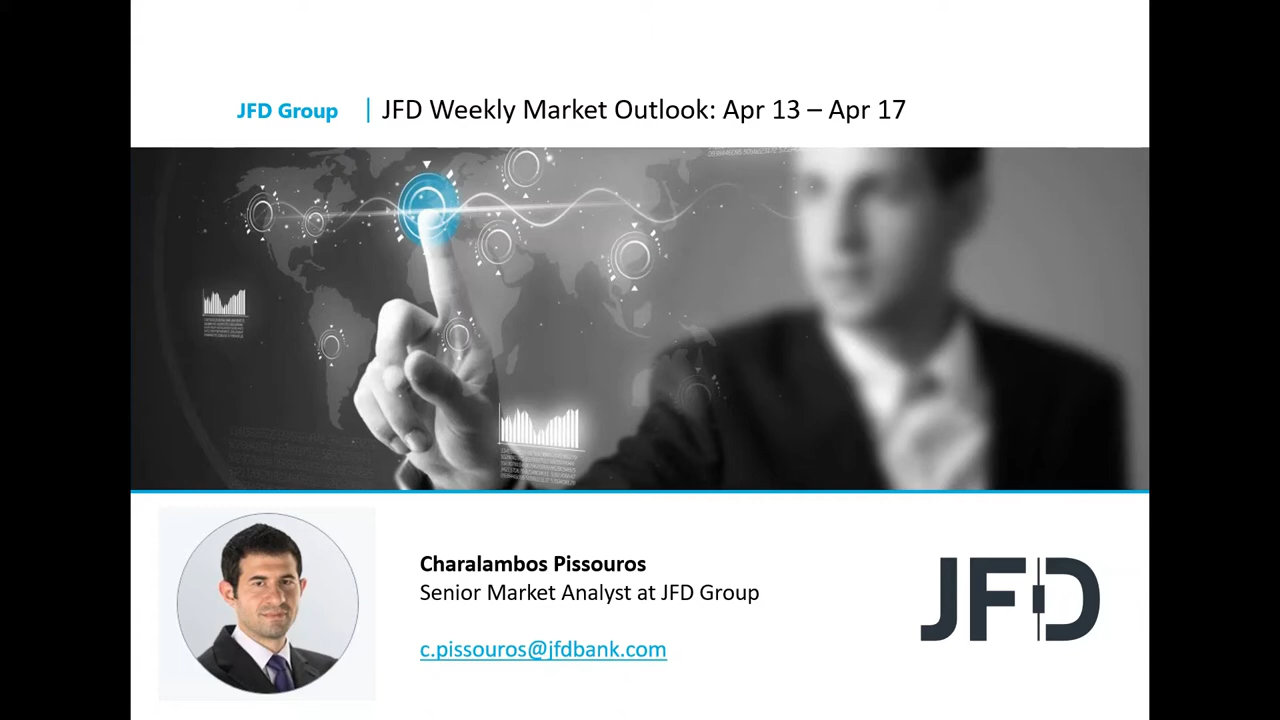 JFD Group | JFD Weekly Market Outlook: Apr 13 – Apr 17
Charalambos Pissouros
Senior Market Analyst at JFD Group
c.pissouros@jfdbank.com
JFD